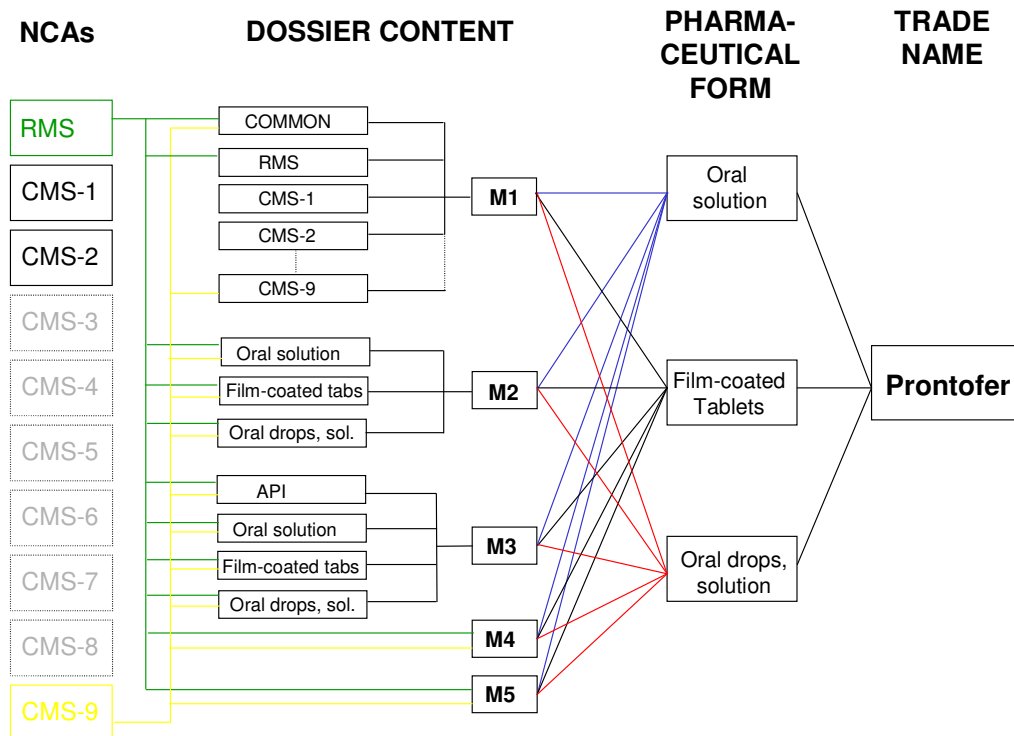 NCAs
DOSSIER CONTENT
PHARMA-
CEUTICAL
FORM
TRADE
NAME
RMS
CMS-1
CMS-2
CMS-3
CMS-4
CMS-5
CMS-6
CMS-7
CMS-8
CMS-9
COMMON
RMS
CMS-1
CMS-2
CMS-9
Oral solution
Film-coated tabs
Oral drops, sol.
API
Oral solution
Film-coated tabs
Oral drops, sol.
M1
M2
M3
M4
M5
Oral
solution
Film-coated
Tablets
Oral drops,
solution
Prontofer